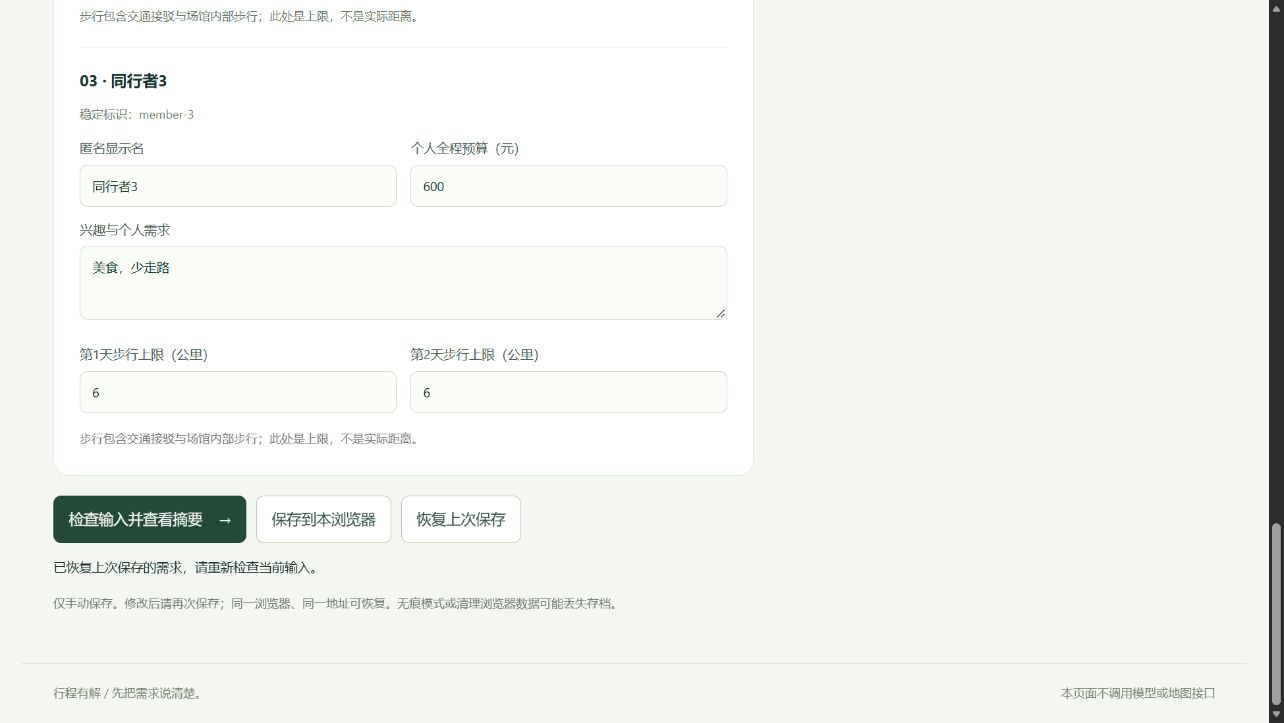 步行包含交通接驳与场馆内部步行；此处是上限，不是实际距离。
03 · 同行者3
稳定标识：member-3
匿名显示名
个人全程预算（元）
同行者3
600
兴趣与个人需求
美食，少走路
第1天步行上限（公里）
第2天步行上限（公里）
6
6
步行包含交通接驳与场馆内部步行；此处是上限，不是实际距离。
检查输入并查看摘要 →
保存到本浏览器
恢复上次保存
已恢复上次保存的需求，请重新检查当前输入。
仅手动保存。修改后请再次保存；同一浏览器、同一地址可恢复。无痕模式或清理浏览器数据可能丢失存档。
行程有解 / 先把需求说清楚。
本页面不调用模型或地图接口